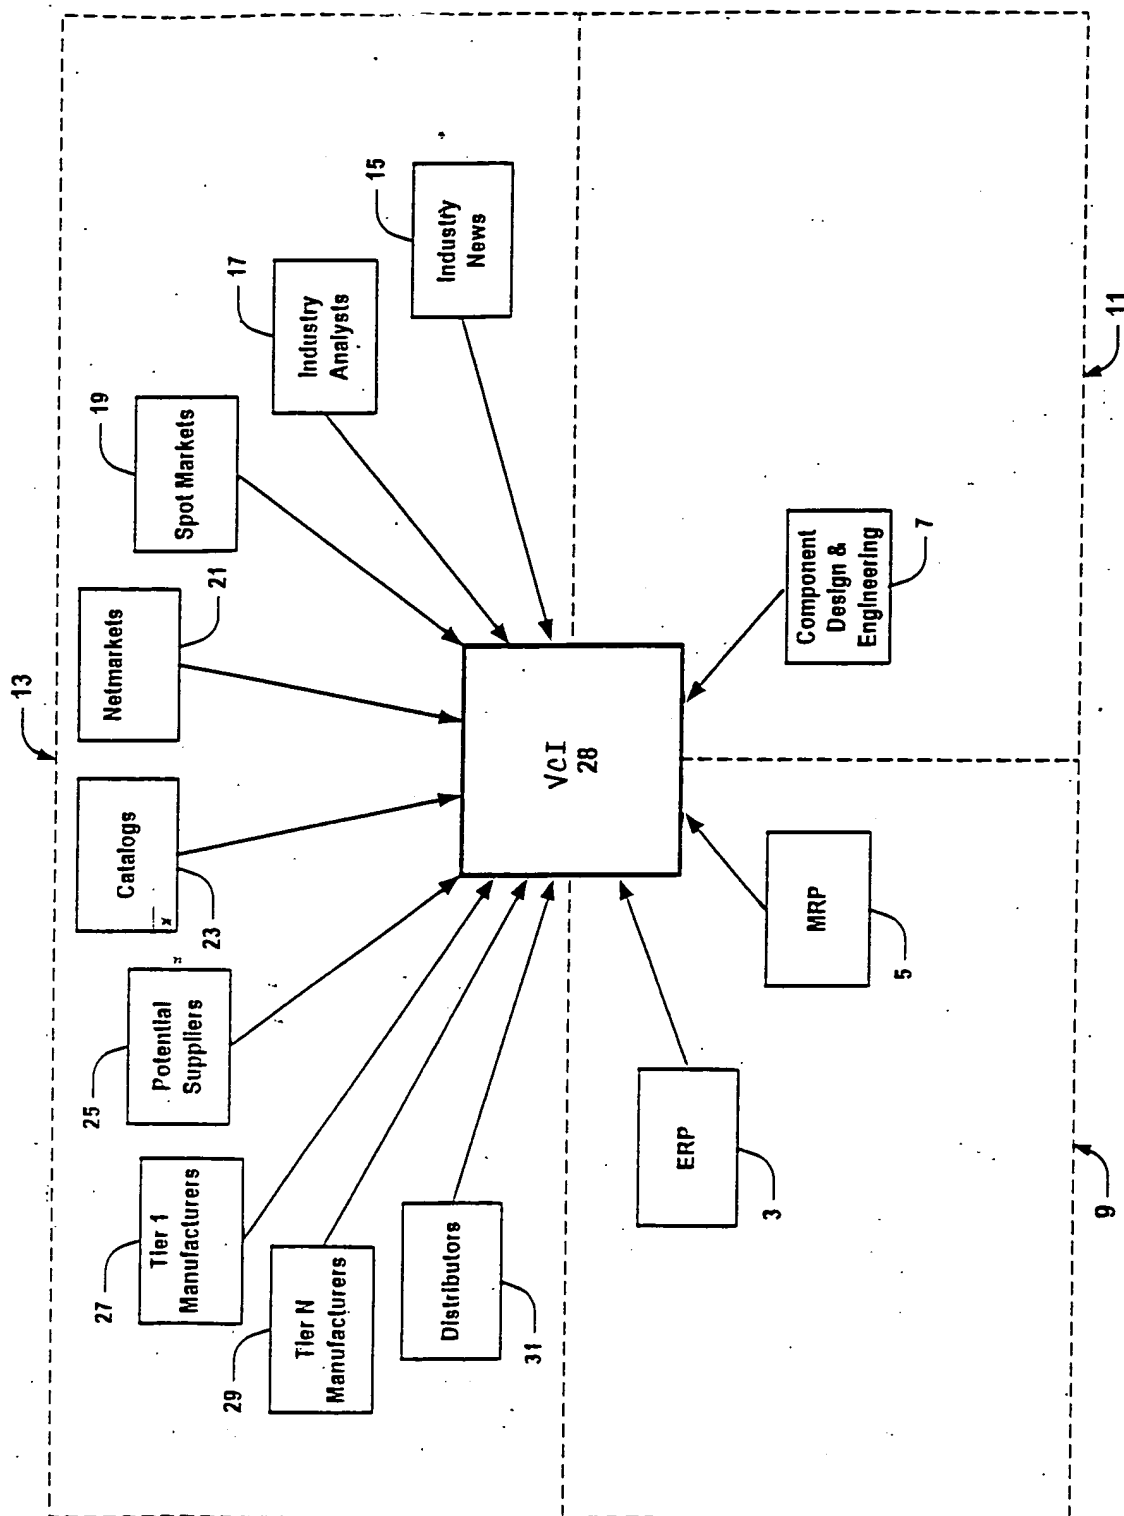 13
27
Tier 1
Manufacturers
25
Potential
Suppliers
Catalogs
23
Netmarkets
21
19
Spot Markets
17
Industry
Analysts
15
Industry
News
29
Tier N
Manufacturers
Distributors
31
VCI
28
ERP
3
MRP
5
Component
Design &
Engineering
7
9
11